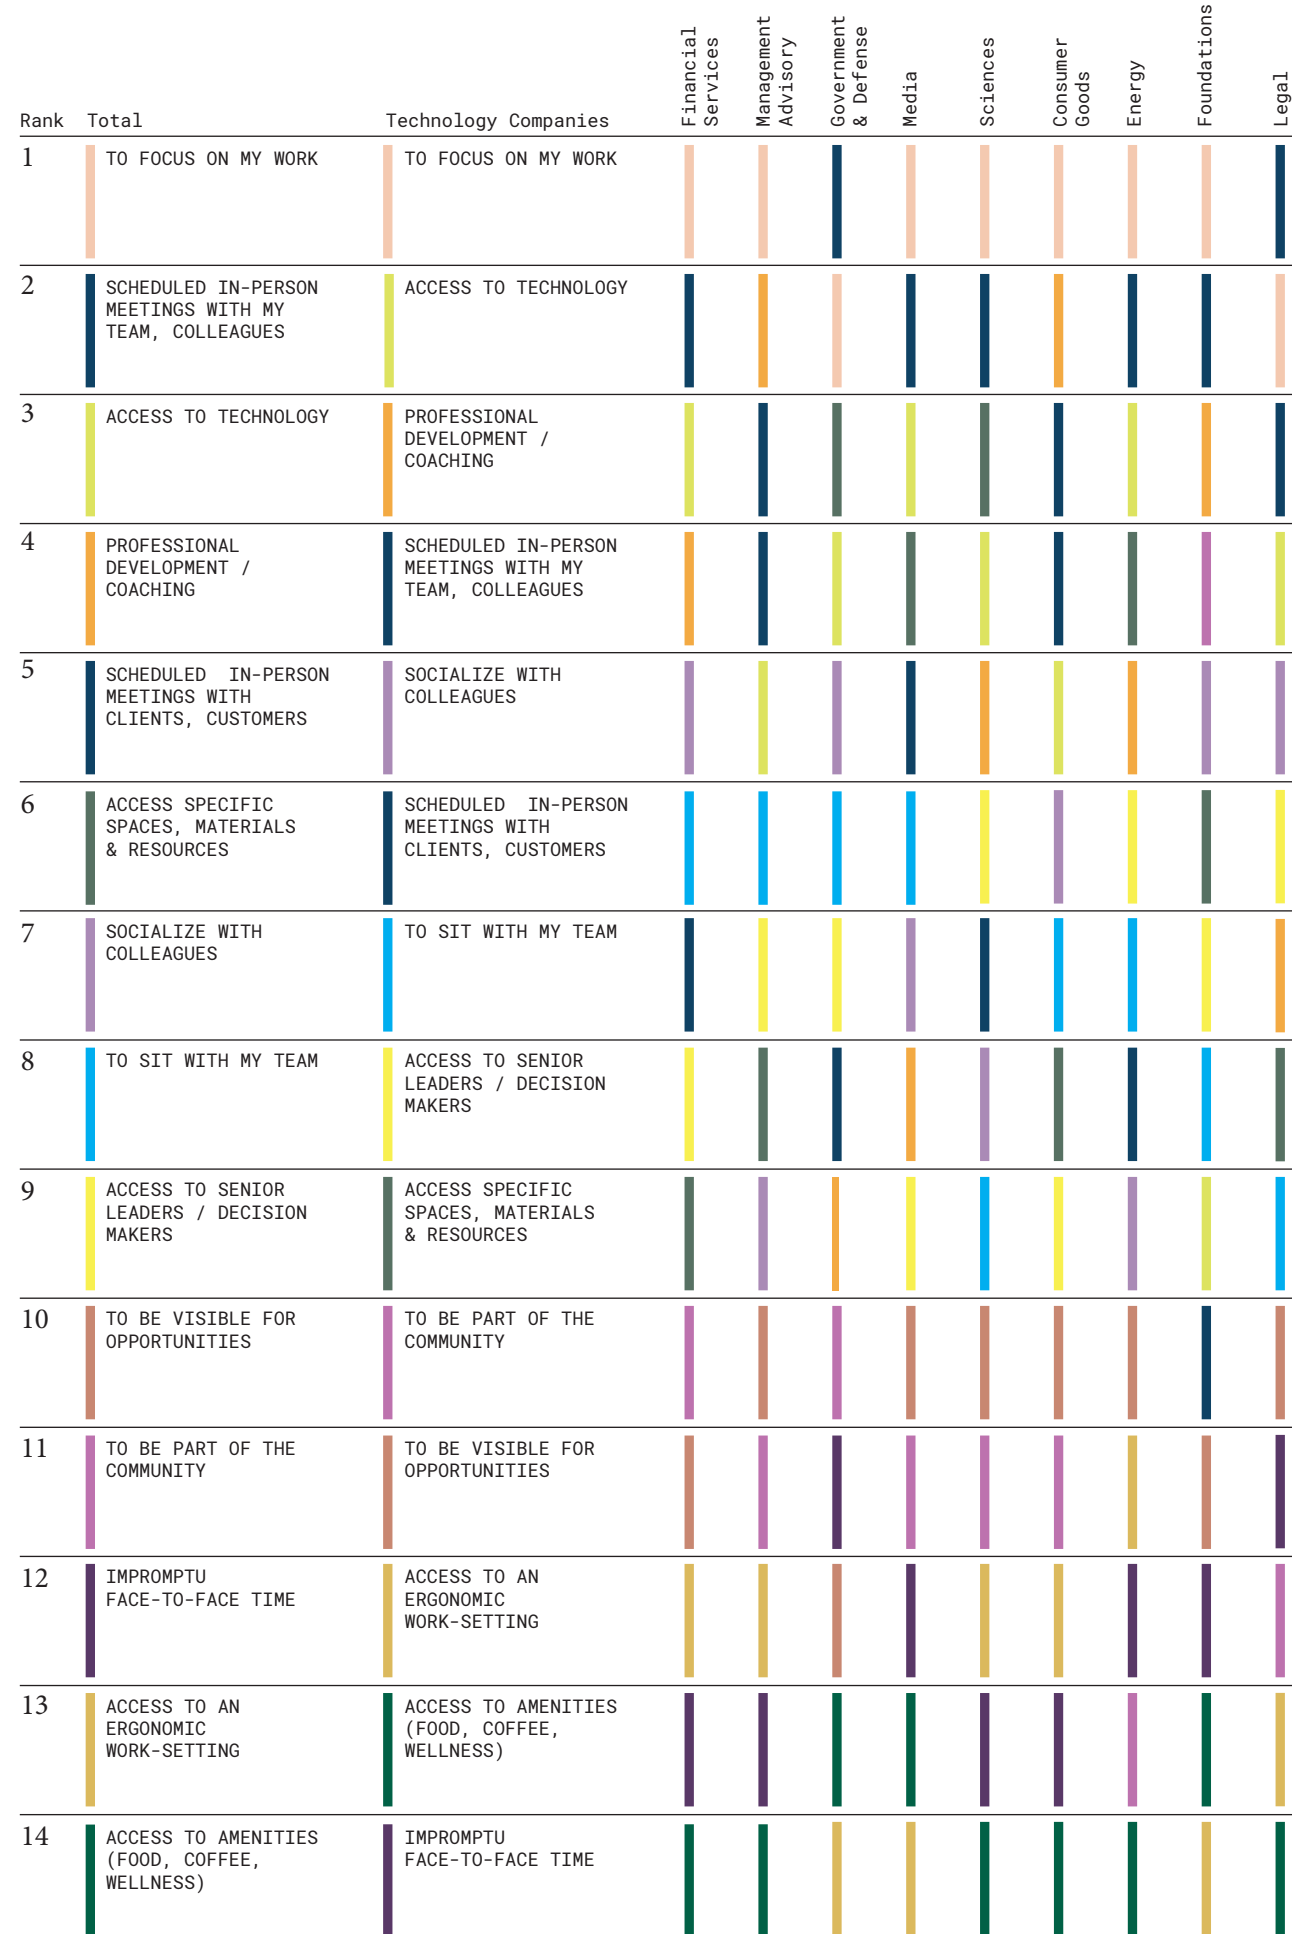 Rank Total Technology Companies
Financial
Services
Management
Advisory
Government
& Defense
Media
Sciences
Consumer
Goods
Energy
Foundations
Legal
1
TO FOCUS ON MY WORK
TO FOCUS ON MY WORK
2
SCHEDULED IN-PERSON
MEETINGS WITH MY
TEAM, COLLEAGUES
ACCESS TO TECHNOLOGY
3
ACCESS TO TECHNOLOGY
PROFESSIONAL
DEVELOPMENT /
COACHING
4
PROFESSIONAL
DEVELOPMENT /
COACHING
SCHEDULED IN-PERSON
MEETINGS WITH MY
TEAM, COLLEAGUES
5
SCHEDULED IN-PERSON
MEETINGS WITH
CLIENTS, CUSTOMERS
SOCIALIZE WITH
COLLEAGUES
6
ACCESS SPECIFIC
SPACES, MATERIALS
& RESOURCES
SCHEDULED IN-PERSON
MEETINGS WITH
CLIENTS, CUSTOMERS
7
SOCIALIZE WITH
COLLEAGUES
TO SIT WITH MY TEAM
8
TO SIT WITH MY TEAM
ACCESS TO SENIOR
LEADERS / DECISION
MAKERS
9
ACCESS TO SENIOR
LEADERS / DECISION
MAKERS
ACCESS SPECIFIC
SPACES, MATERIALS
& RESOURCES
10
TO BE VISIBLE FOR
OPPORTUNITIES
TO BE PART OF THE
COMMUNITY
11
TO BE PART OF THE
COMMUNITY
TO BE VISIBLE FOR
OPPORTUNITIES
12
IMPROMPTU
FACE-TO-FACE TIME
ACCESS TO AN
ERGONOMIC
WORK-SETTING
13
ACCESS TO AN
ERGONOMIC
WORK-SETTING
ACCESS TO AMENITIES
(FOOD, COFFEE,
WELLNESS)
14
ACCESS TO AMENITIES
(FOOD, COFFEE,
WELLNESS)
IMPROMPTU
FACE-TO-FACE TIME